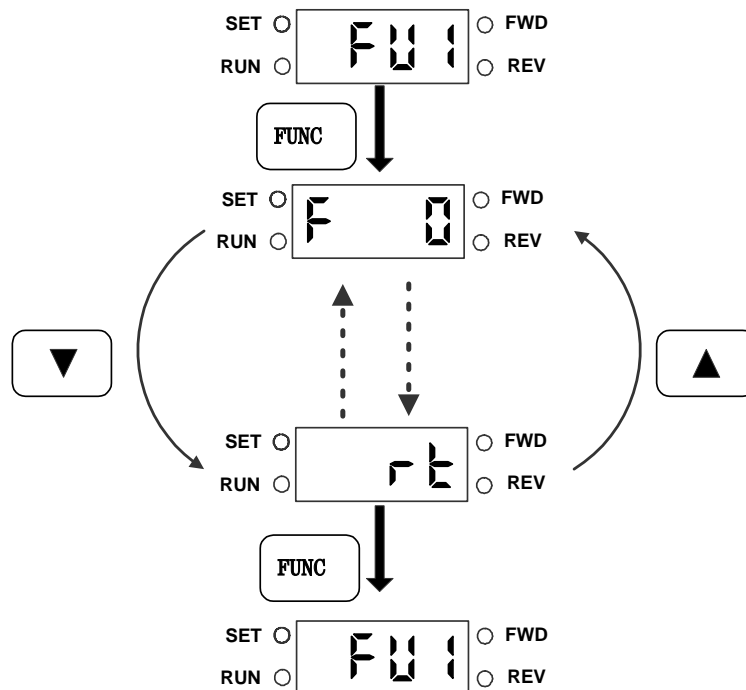 SET FU1 FWD
RUN REV
FUNC
SET F 0 FWD
RUN REV
▼ ▲
SET rt FWD
RUN REV
FUNC
SET FU1 FWD
RUN REV